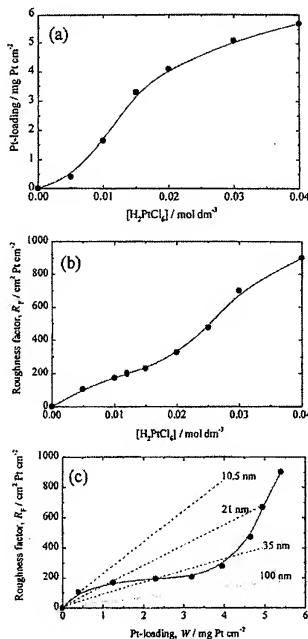 (a)
Pt-loading / mg Pt cm⁻²
6
5
4
3
2
1
0
0.00 0.01 0.02 0.03 0.04
[H₂PtCl₆] / mol dm⁻³
(b)
Roughness factor, R_F / cm² Pt cm⁻²
1000
800
600
400
200
0
0.00 0.01 0.02 0.03 0.04
[H₂PtCl₆] / mol dm⁻³
(c)
Roughness factor, R_F / cm² Pt cm⁻²
1000
800
600
400
200
0
10.5 nm
21 nm
35 nm
100 nm
0 1 2 3 4 5 6
Pt-loading, W / mg Pt cm⁻²